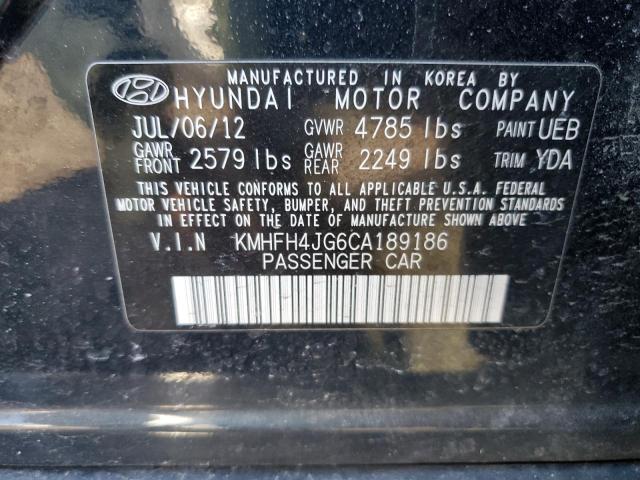 MANUFACTURED IN KOREA BY
HYUNDAI MOTOR COMPANY
JUL/06/12 GVWR 4785 lbs PAINT UEB
GAWR FRONT 2579 lbs GAWR REAR 2249 lbs TRIM YDA
THIS VEHICLE CONFORMS TO ALL APPLICABLE U.S.A. FEDERAL
MOTOR VEHICLE SAFETY, BUMPER, AND THEFT PREVENTION STANDARDS
IN EFFECT ON THE DATE OF MANUFACTURE SHOWN ABOVE.
V.I.N KMHFH4JG6CA189186
PASSENGER CAR